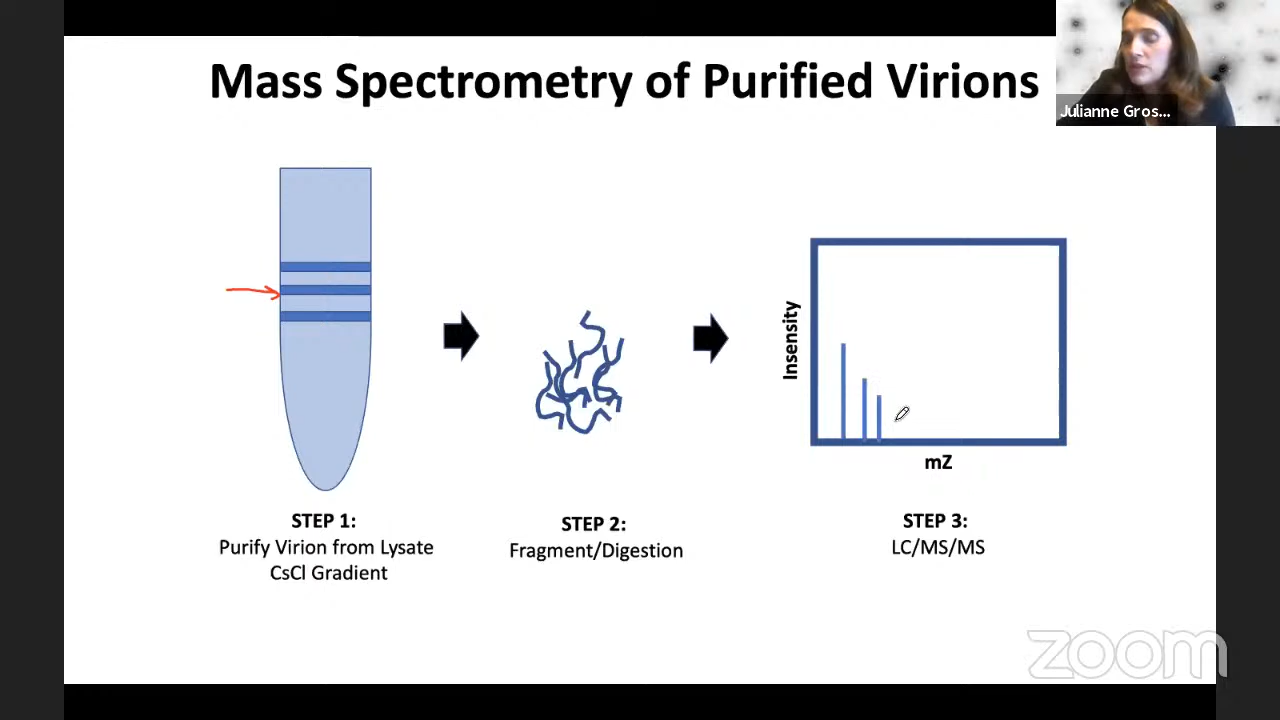 Mass Spectrometry of Purified Virions
Julianne Gros...
Insensity
mZ
STEP 1:
Purify Virion from Lysate
CsCl Gradient
STEP 2:
Fragment/Digestion
STEP 3:
LC/MS/MS
zoom